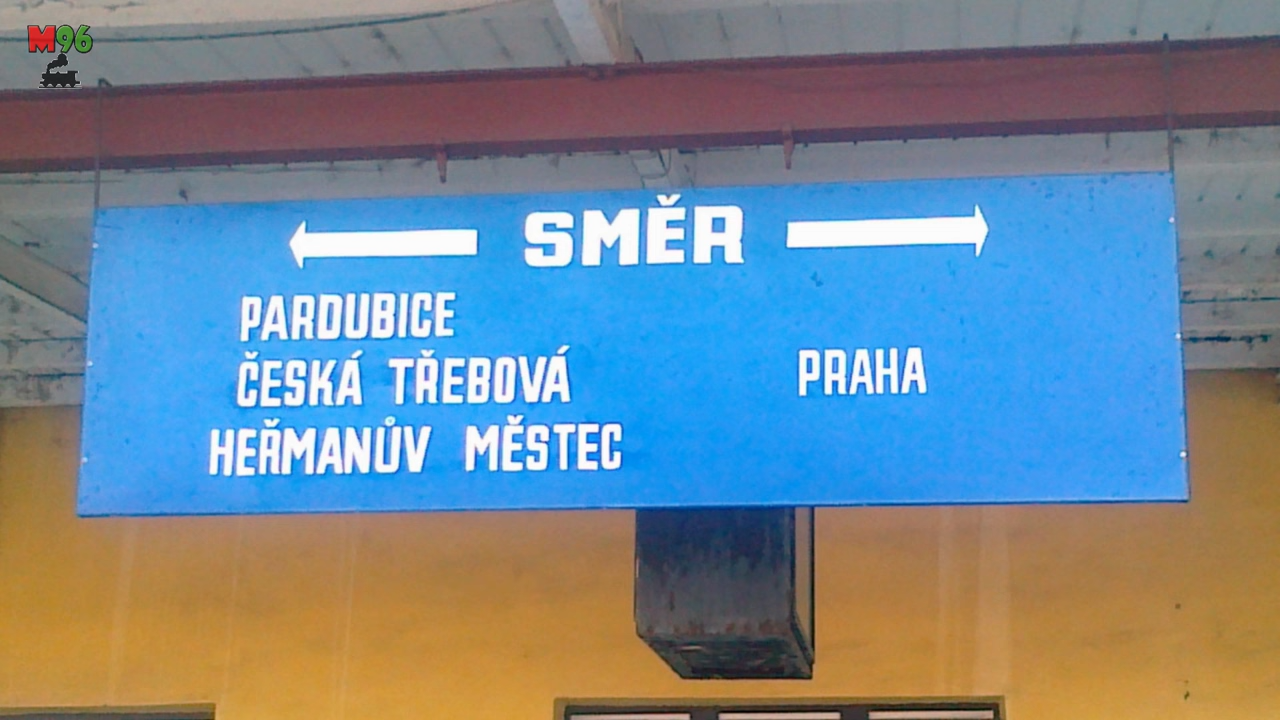 M96
SMĚR
PARDUBICE
ČESKÁ TŘEBOVÁ
HEŘMANŮV MĚSTEC
PRAHA